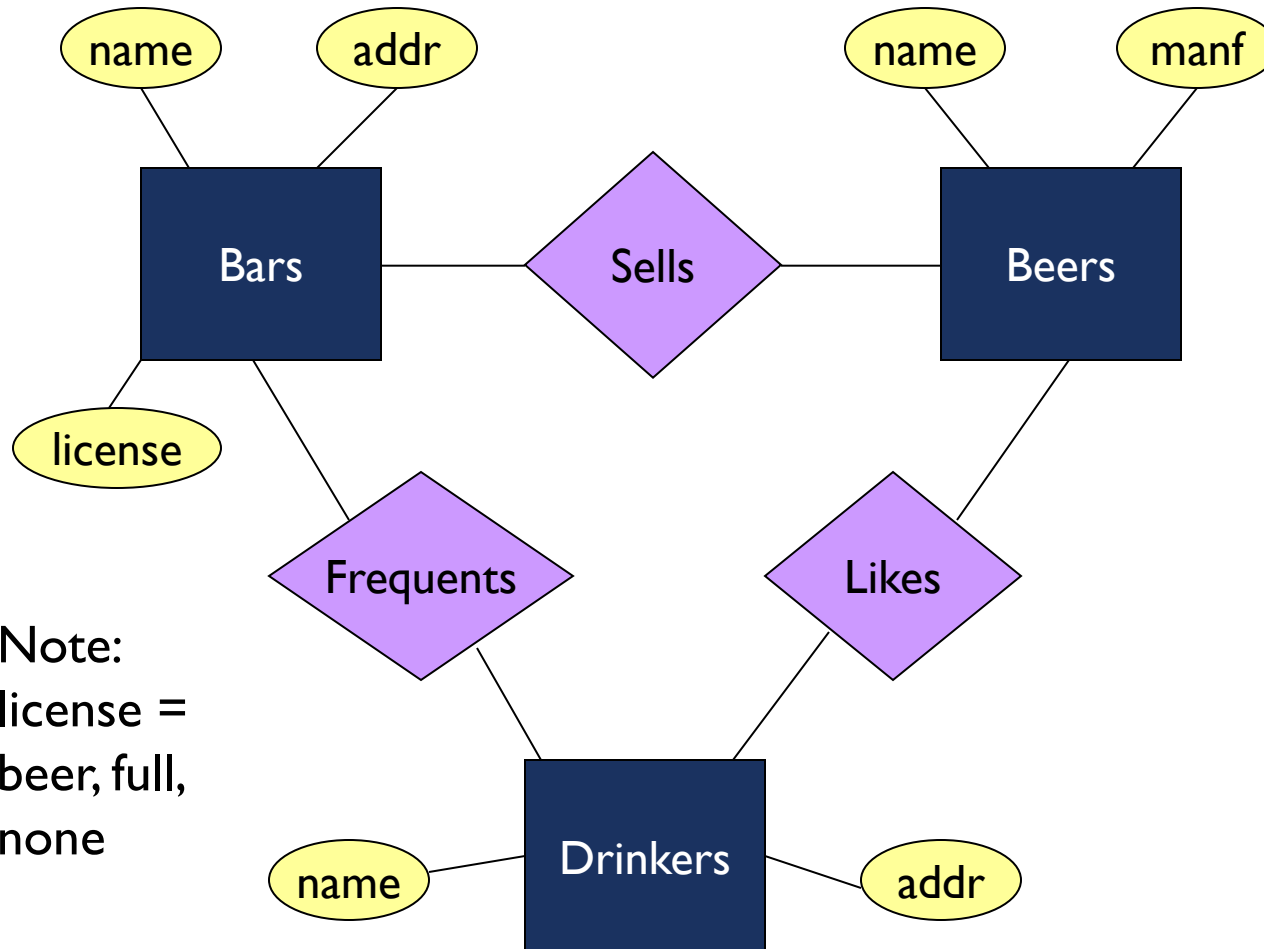 name
addr
name
manf
Bars
Sells
Beers
license
Frequents
Likes
Note:
license =
beer, full,
none
Drinkers
name
addr